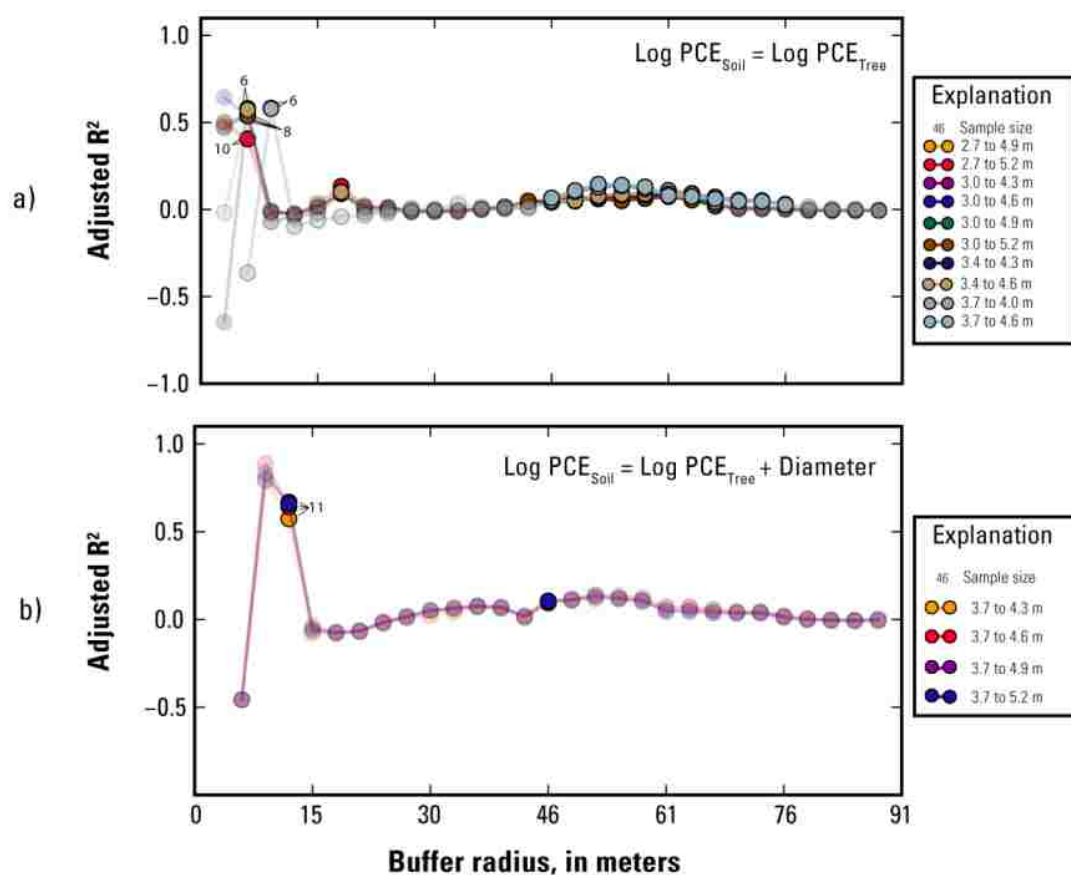 a)
Adjusted R²
1.0
0.5
0.0
−0.5
−1.0
Log PCE_Soil = Log PCE_Tree
6
6
8
10
Explanation
46 Sample size
2.7 to 4.9 m
2.7 to 5.2 m
3.0 to 4.3 m
3.0 to 4.6 m
3.0 to 4.9 m
3.0 to 5.2 m
3.4 to 4.3 m
3.4 to 4.6 m
3.7 to 4.0 m
3.7 to 4.6 m
b)
Adjusted R²
1.0
0.5
0.0
−0.5
Log PCE_Soil = Log PCE_Tree + Diameter
11
Explanation
46 Sample size
3.7 to 4.3 m
3.7 to 4.6 m
3.7 to 4.9 m
3.7 to 5.2 m
0 15 30 46 61 76 91
Buffer radius, in meters